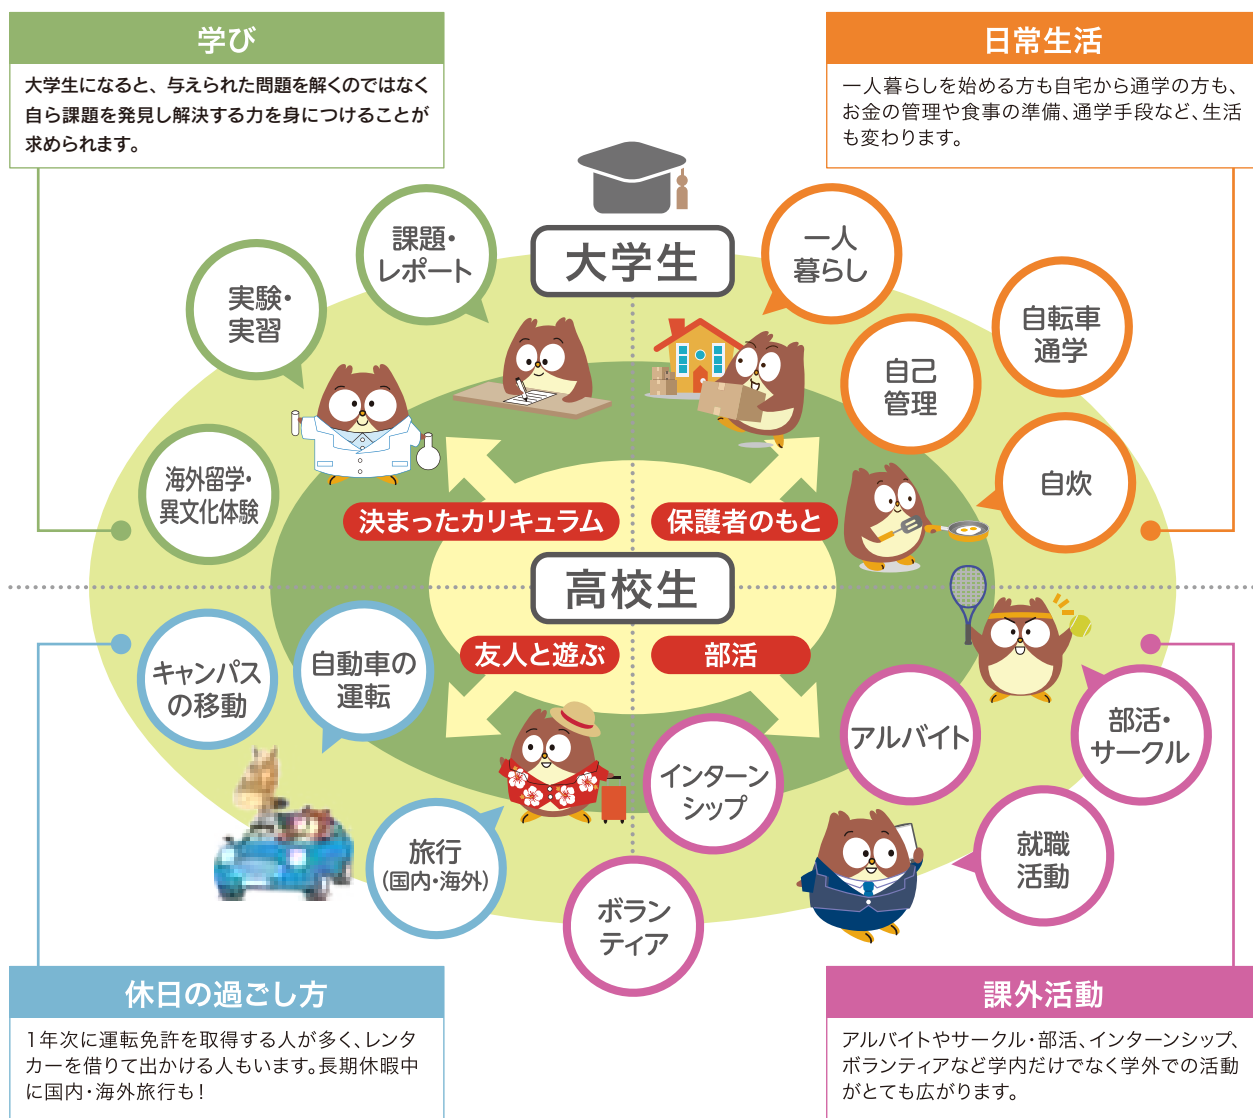 学び
大学生になると、与えられた問題を解くのではなく
自ら課題を発見し解決する力を身につけることが
求められます。
日常生活
一人暮らしを始める方も自宅から通学の方も、
お金の管理や食事の準備、通学手段など、生活
も変わります。
大学生
課題・
レポート
実験・
実習
海外留学・
異文化体験
一人
暮らし
自転車
通学
自己
管理
自炊
決まったカリキュラム
保護者のもと
高校生
友人と遊ぶ
部活
キャンパス
の移動
自動車の
運転
旅行
(国内・海外)
インターン
シップ
ボラン
ティア
アルバイト
部活・
サークル
就職
活動
休日の過ごし方
1年次に運転免許を取得する人が多く、レンタ
カーを借りて出かける人もいます。長期休暇中
に国内・海外旅行も!
課外活動
アルバイトやサークル・部活、インターンシップ、
ボランティアなど学内だけでなく学外での活動
がとても広がります。